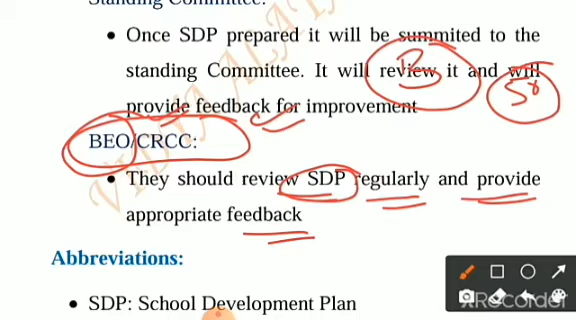 Standing Committee:
• Once SDP prepared it will be summited to the
standing Committee. It will review it and will
provide feedback for improvement
BEO/CRCC:
• They should review SDP regularly and provide
appropriate feedback
Abbreviations:
• SDP: School Development Plan
XRecorder